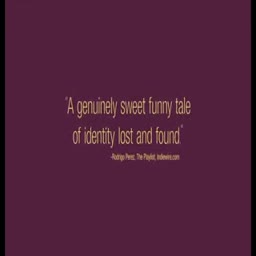 "A genuinely sweet funny tale
of identity lost and found."
-Rodrigo Perez, The Playlist, Indiewire.com